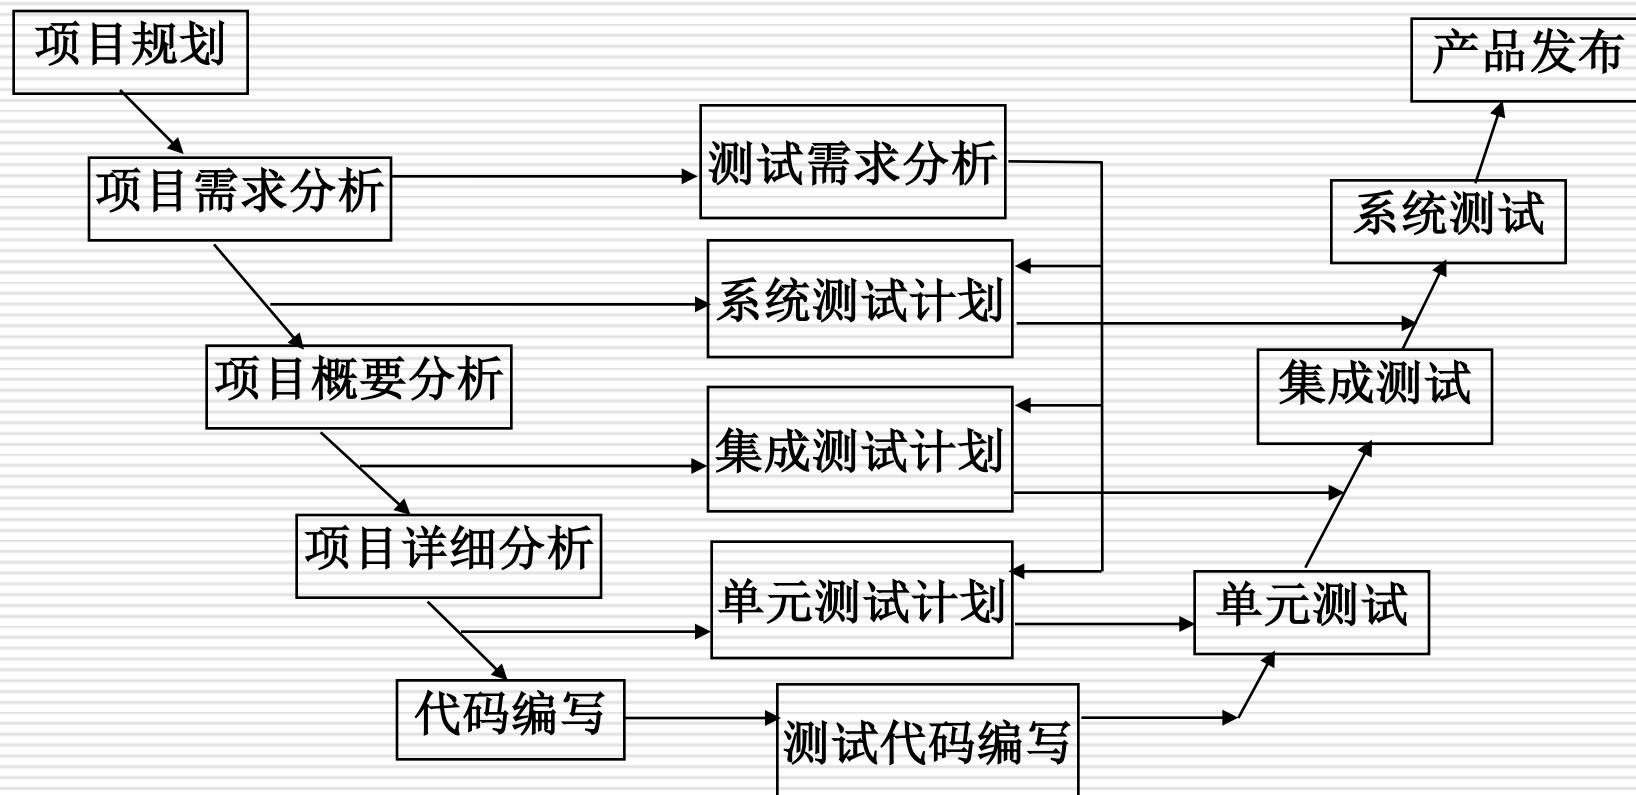 项目规划
产品发布
测试需求分析
项目需求分析
系统测试
系统测试计划
项目概要分析
集成测试
集成测试计划
项目详细分析
单元测试计划
单元测试
代码编写
测试代码编写